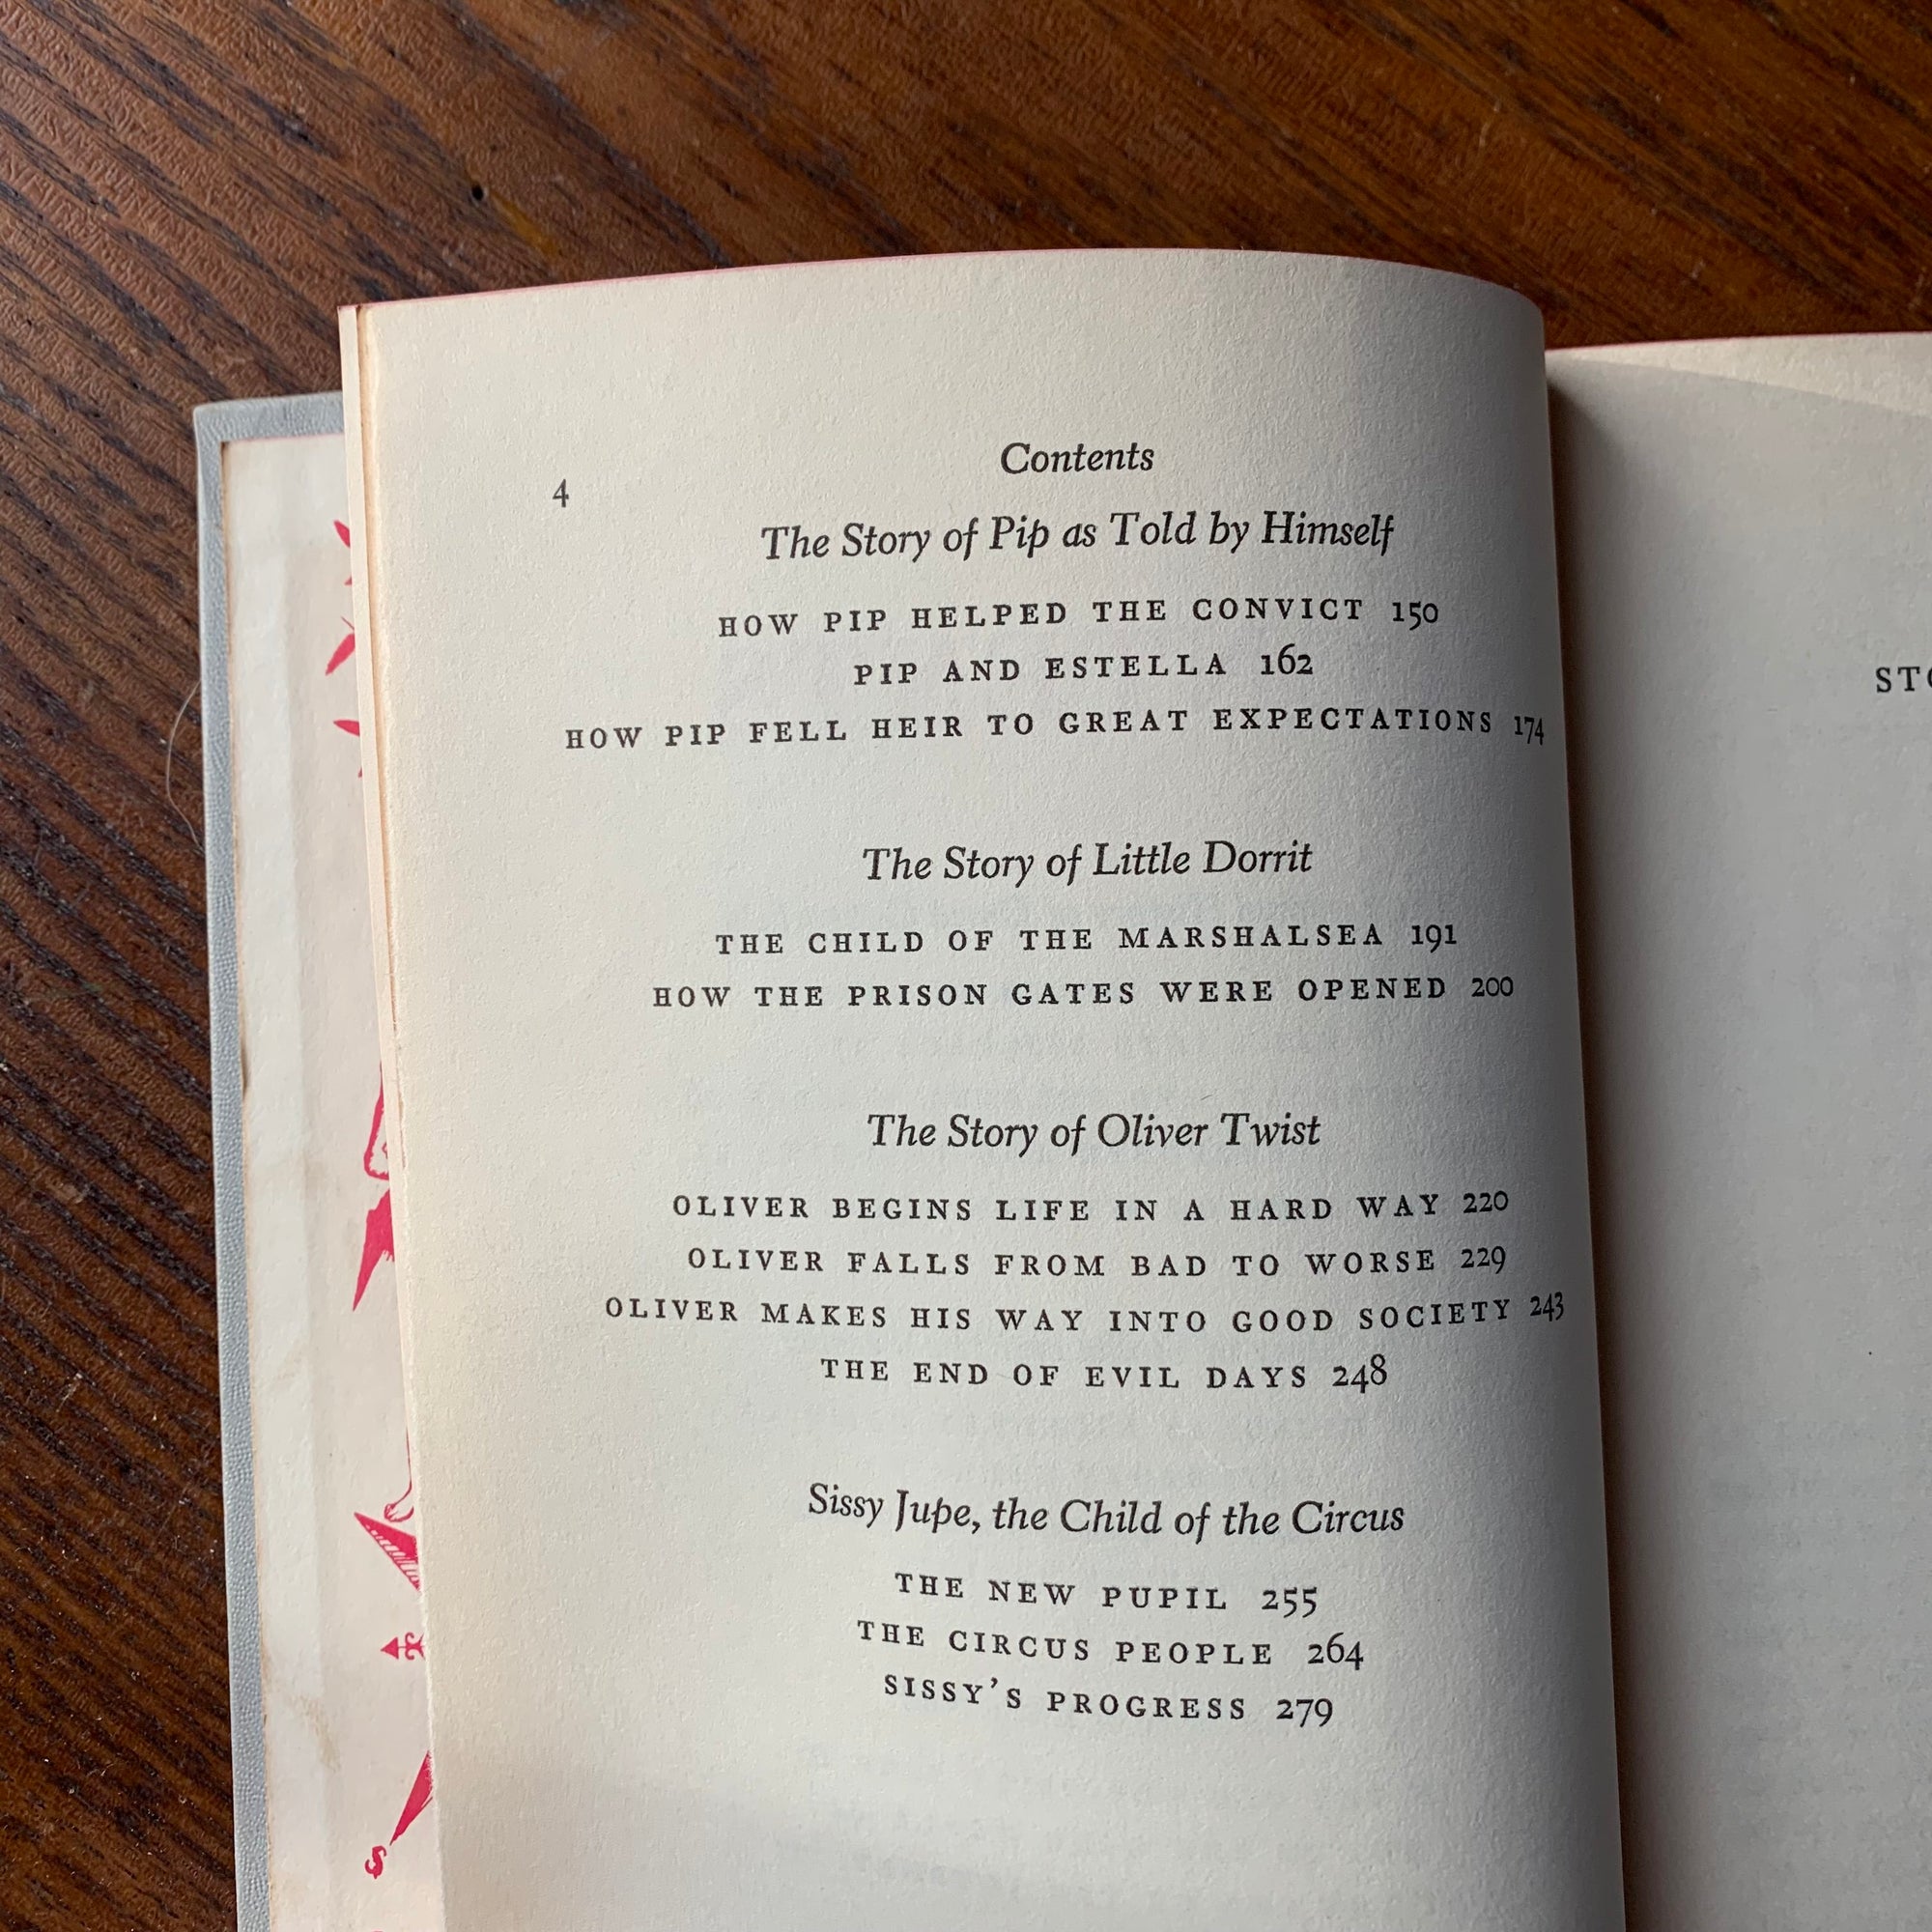 Contents
4
The Story of Pip as Told by Himself
HOW PIP HELPED THE CONVICT 150
PIP AND ESTELLA 162
HOW PIP FELL HEIR TO GREAT EXPECTATIONS 174
The Story of Little Dorrit
THE CHILD OF THE MARSHALSEA 191
HOW THE PRISON GATES WERE OPENED 200
The Story of Oliver Twist
OLIVER BEGINS LIFE IN A HARD WAY 220
OLIVER FALLS FROM BAD TO WORSE 229
OLIVER MAKES HIS WAY INTO GOOD SOCIETY 243
THE END OF EVIL DAYS 248
Sissy Jupe, the Child of the Circus
THE NEW PUPIL 255
THE CIRCUS PEOPLE 264
SISSY'S PROGRESS 279
S